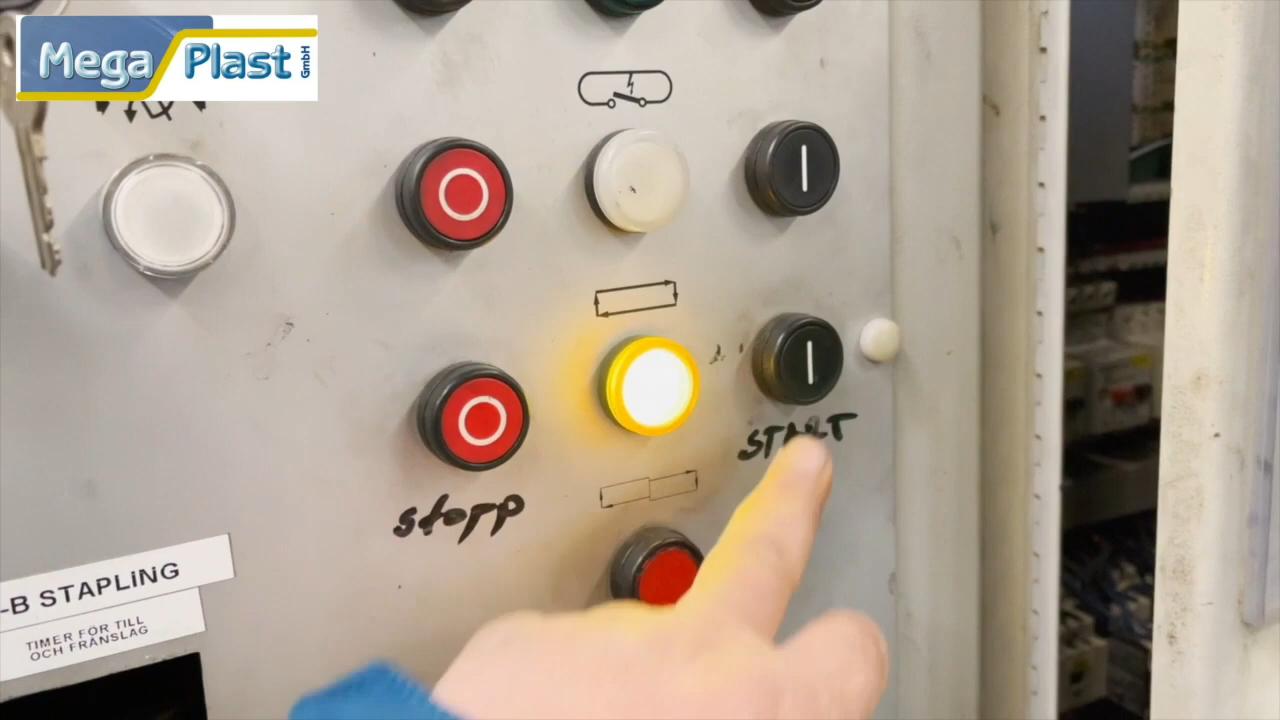 Mega Plast GmbH
START
stopp
-B STAPLING
TIMER FÖR TILL
OCH FRÅNSLAG